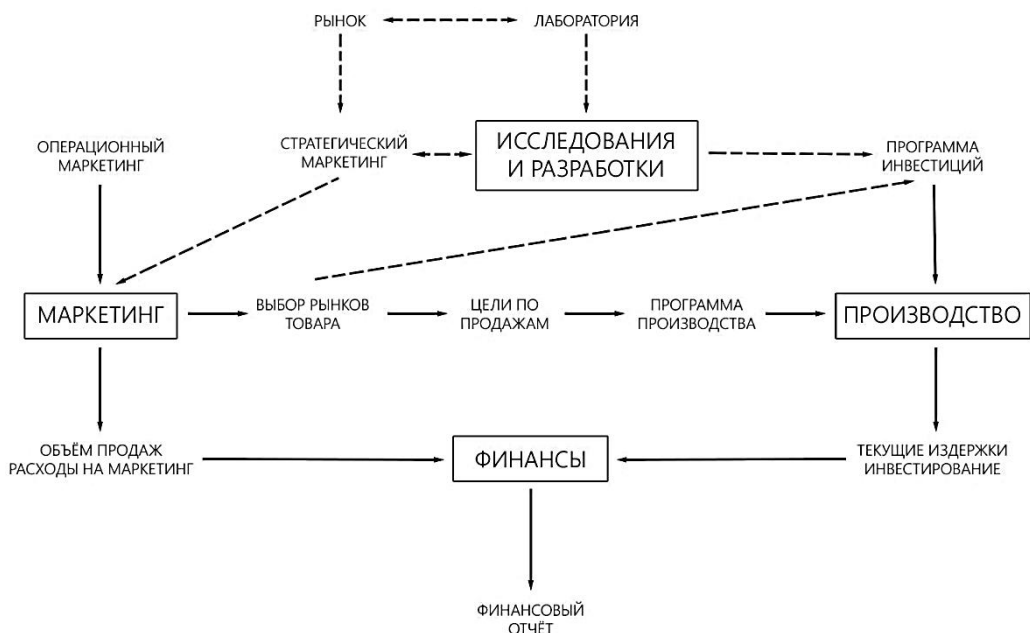 РЫНОК
ЛАБОРАТОРИЯ
ОПЕРАЦИОННЫЙ
МАРКЕТИНГ
СТРАТЕГИЧЕСКИЙ
МАРКЕТИНГ
ИССЛЕДОВАНИЯ
И РАЗРАБОТКИ
ПРОГРАММА
ИНВЕСТИЦИЙ
МАРКЕТИНГ
ВЫБОР РЫНКОВ
ТОВАРА
ЦЕЛИ ПО
ПРОДАЖАМ
ПРОГРАММА
ПРОИЗВОДСТВА
ПРОИЗВОДСТВО
ОБЪЁМ ПРОДАЖ
РАСХОДЫ НА МАРКЕТИНГ
ФИНАНСЫ
ТЕКУЩИЕ ИЗДЕРЖКИ
ИНВЕСТИРОВАНИЕ
ФИНАНСОВЫЙ
ОТЧЁТ